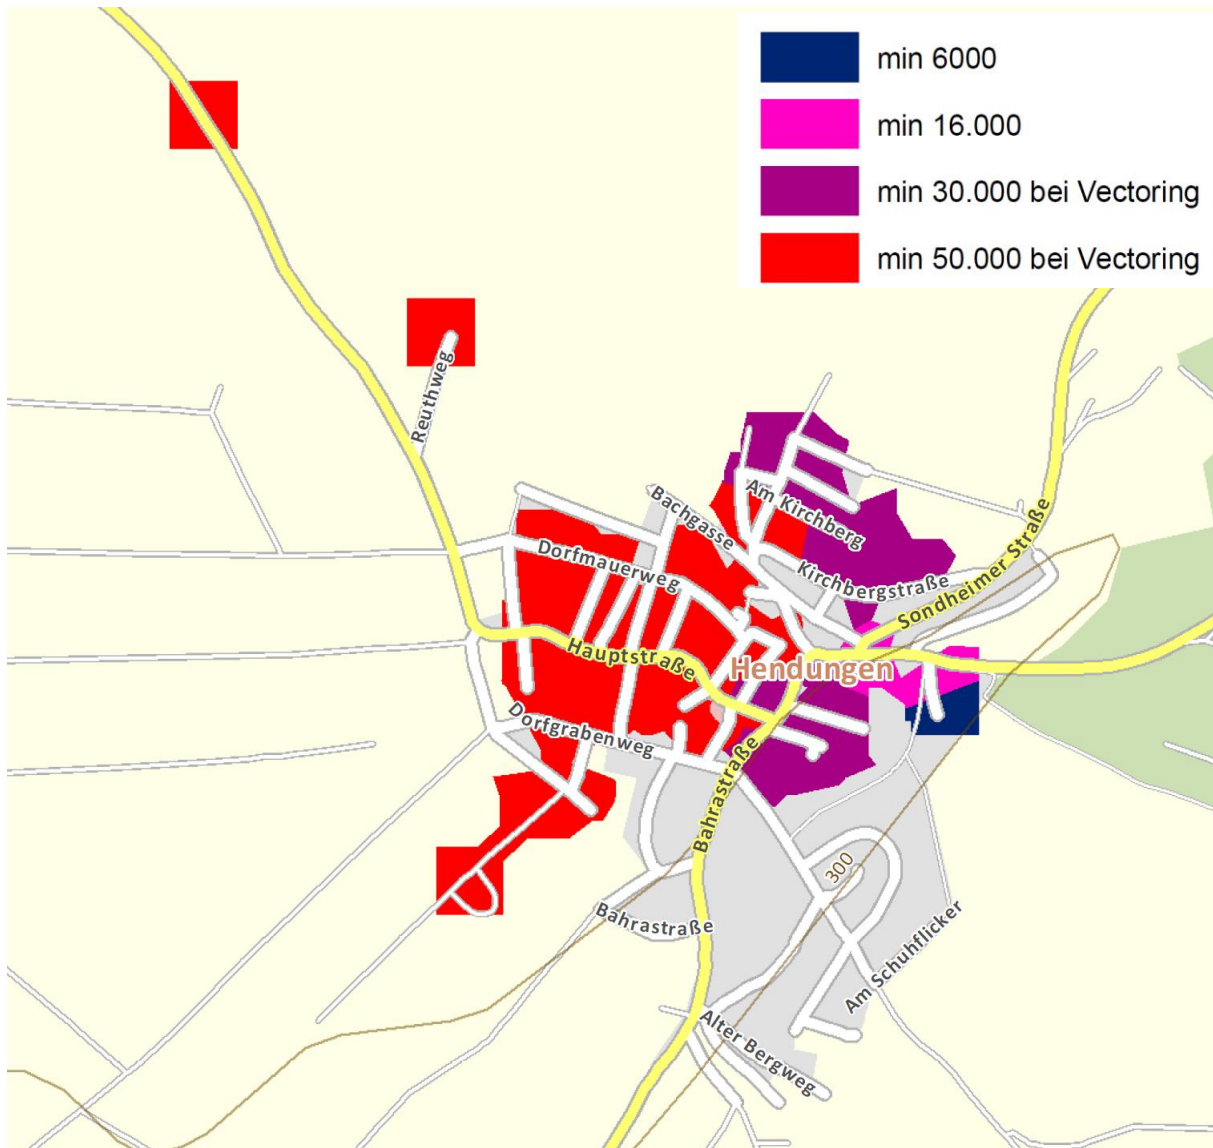 min 6000
min 16.000
min 30.000 bei Vectoring
min 50.000 bei Vectoring
Reuthweg
Bachgasse
Am Kirchberg
Dorfmauerweg
Kirchbergstraße
Sondheimer Straße
Hauptstraße
Hendungen
Dorfgrabenweg
Bahrastraße
300
Bahrastraße
Am Schuhflicker
Alter Bergweg